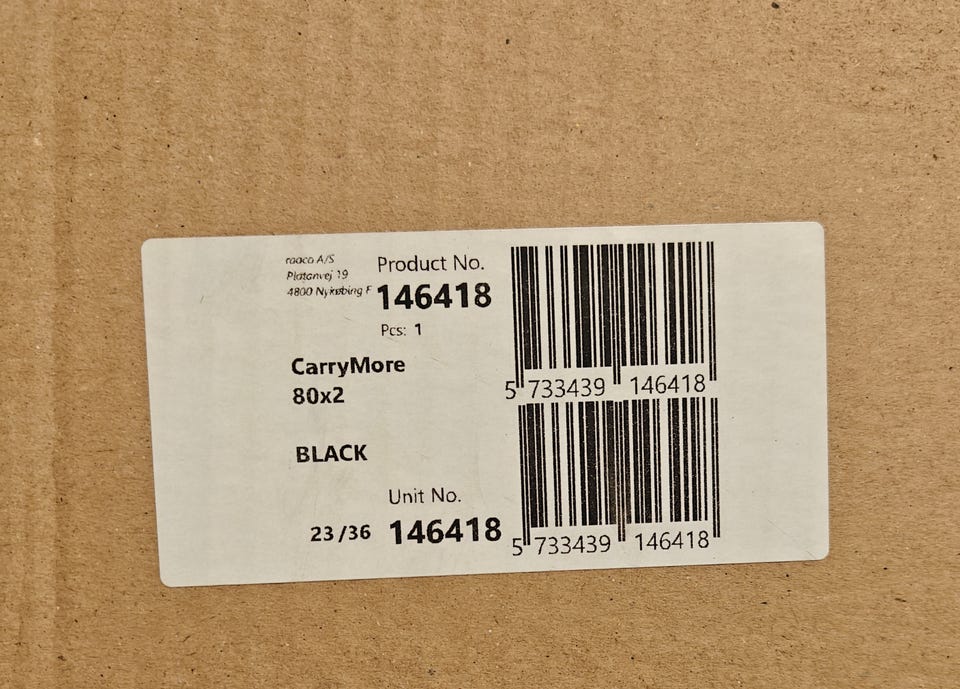 raaco A/S
Platanvej 19
4800 Nykøbing F
Product No.
146418
Pcs: 1
CarryMore
80x2
BLACK
Unit No.
23/36 146418
5 733439 146418
5 733439 146418